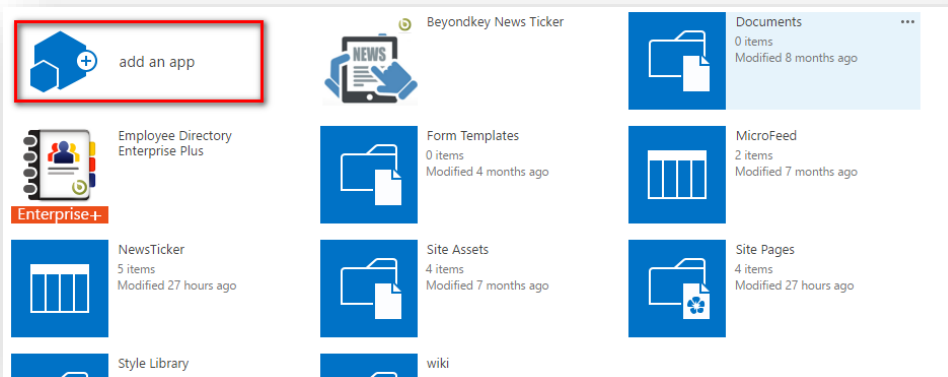 add an app
Beyondkey News Ticker
NEWS
Documents
0 items
Modified 8 months ago
Employee Directory
Enterprise Plus
Enterprise+
Form Templates
0 items
Modified 4 months ago
MicroFeed
2 items
Modified 7 months ago
NewsTicker
5 items
Modified 27 hours ago
Site Assets
4 items
Modified 7 months ago
Site Pages
4 items
Modified 27 hours ago
Style Library
wiki